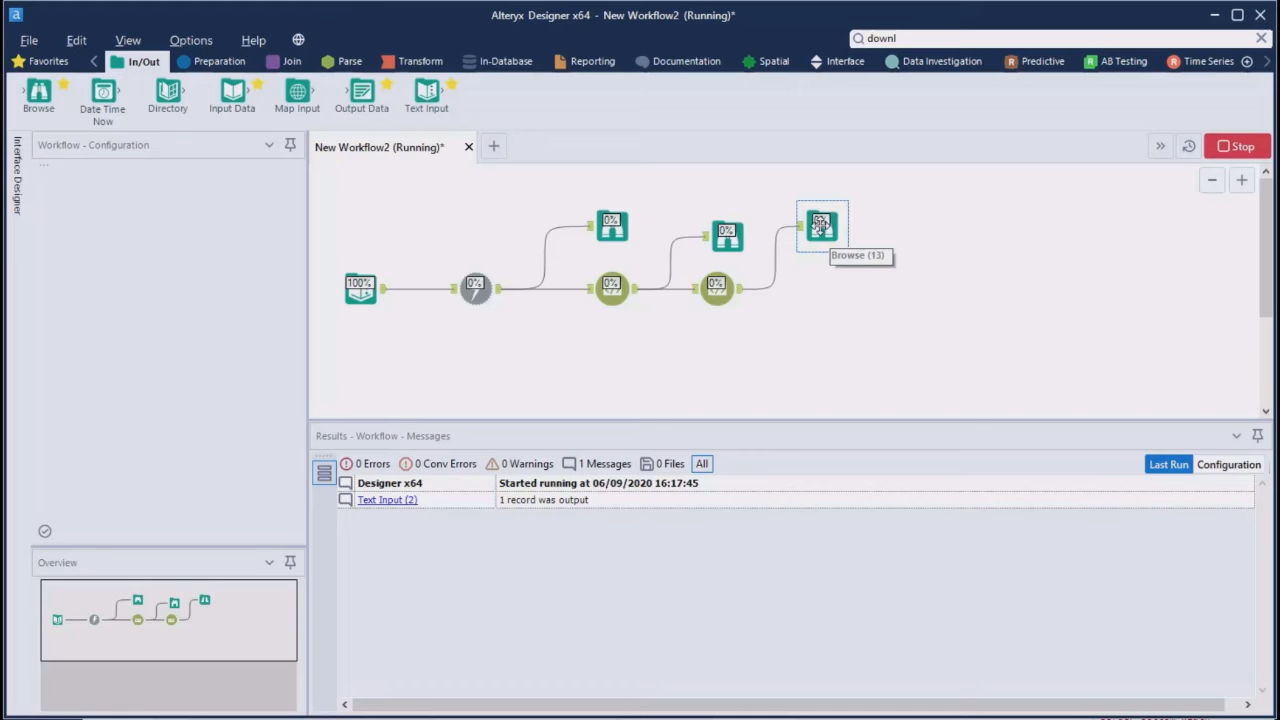 a Alteryx Designer x64 - New Workflow2 (Running)*
File Edit View Options Help downl
Favorites In/Out Preparation Join Parse Transform In-Database Reporting Documentation Spatial Interface Data Investigation R Predictive R AB Testing R Time Series
Browse Date Time Now Directory Input Data Map Input Output Data Text Input
Interface Designer
Workflow - Configuration
New Workflow2 (Running)*
Stop
...
0% 0%
Browse (13)
100% 0% 0% 0%
Results - Workflow - Messages
0 Errors 0 Conv Errors 0 Warnings 1 Messages 0 Files All Last Run Configuration
Designer x64 Started running at 06/09/2020 16:17:45
Text Input (2) 1 record was output
Overview